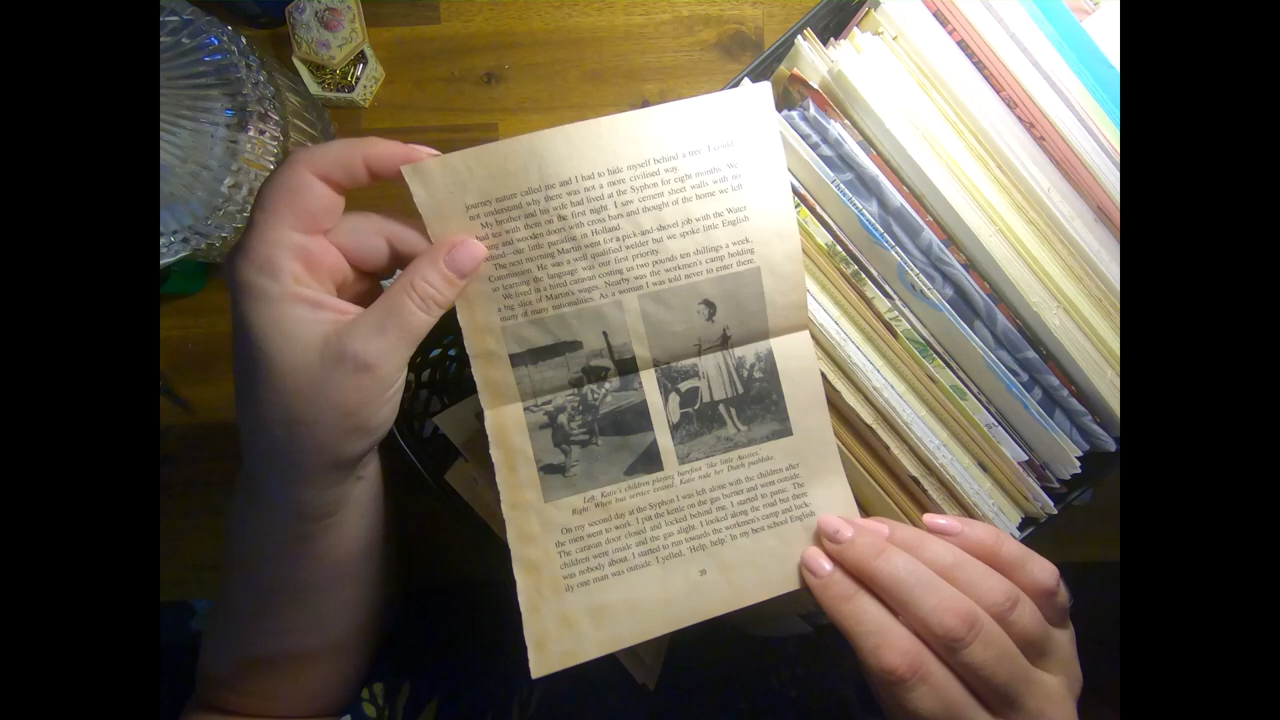 journey nature called me and I had to hide myself behind a tree. I could
not understand why there was not a more civilised way.
My brother and his wife had lived at the Syphon for eight months. We
had tea with them on the first night. I saw cement sheet walls with no
and wooden doors with cross bars and thought of the home we left
behind—our little paradise in Holland.
The next morning Martin went for a pick-and-shovel job with the Water
Commission. He was a well qualified welder but we spoke little English
so learning the language was our first priority.
We lived in a hired caravan costing us two pounds ten shillings a week,
a big slice of Martin's wages. Nearby was the workmen's camp holding
many of many nationalities. As a woman I was told never to enter there.
Left: Katie's children playing barefoot 'like little Aussies.'
Right: When bus service ceased, Katie rode her Dutch pushbike.
On my second day at the Syphon I was left alone with the children after
the men went to work. I put the kettle on the gas burner and went outside.
The caravan door closed and locked behind me. I started to panic. The
children were inside and the gas alight. I looked along the road but there
was nobody about. I started to run towards the workmen's camp and luck-
ily one man was outside. I yelled, 'Help, help.' In my best school English
39